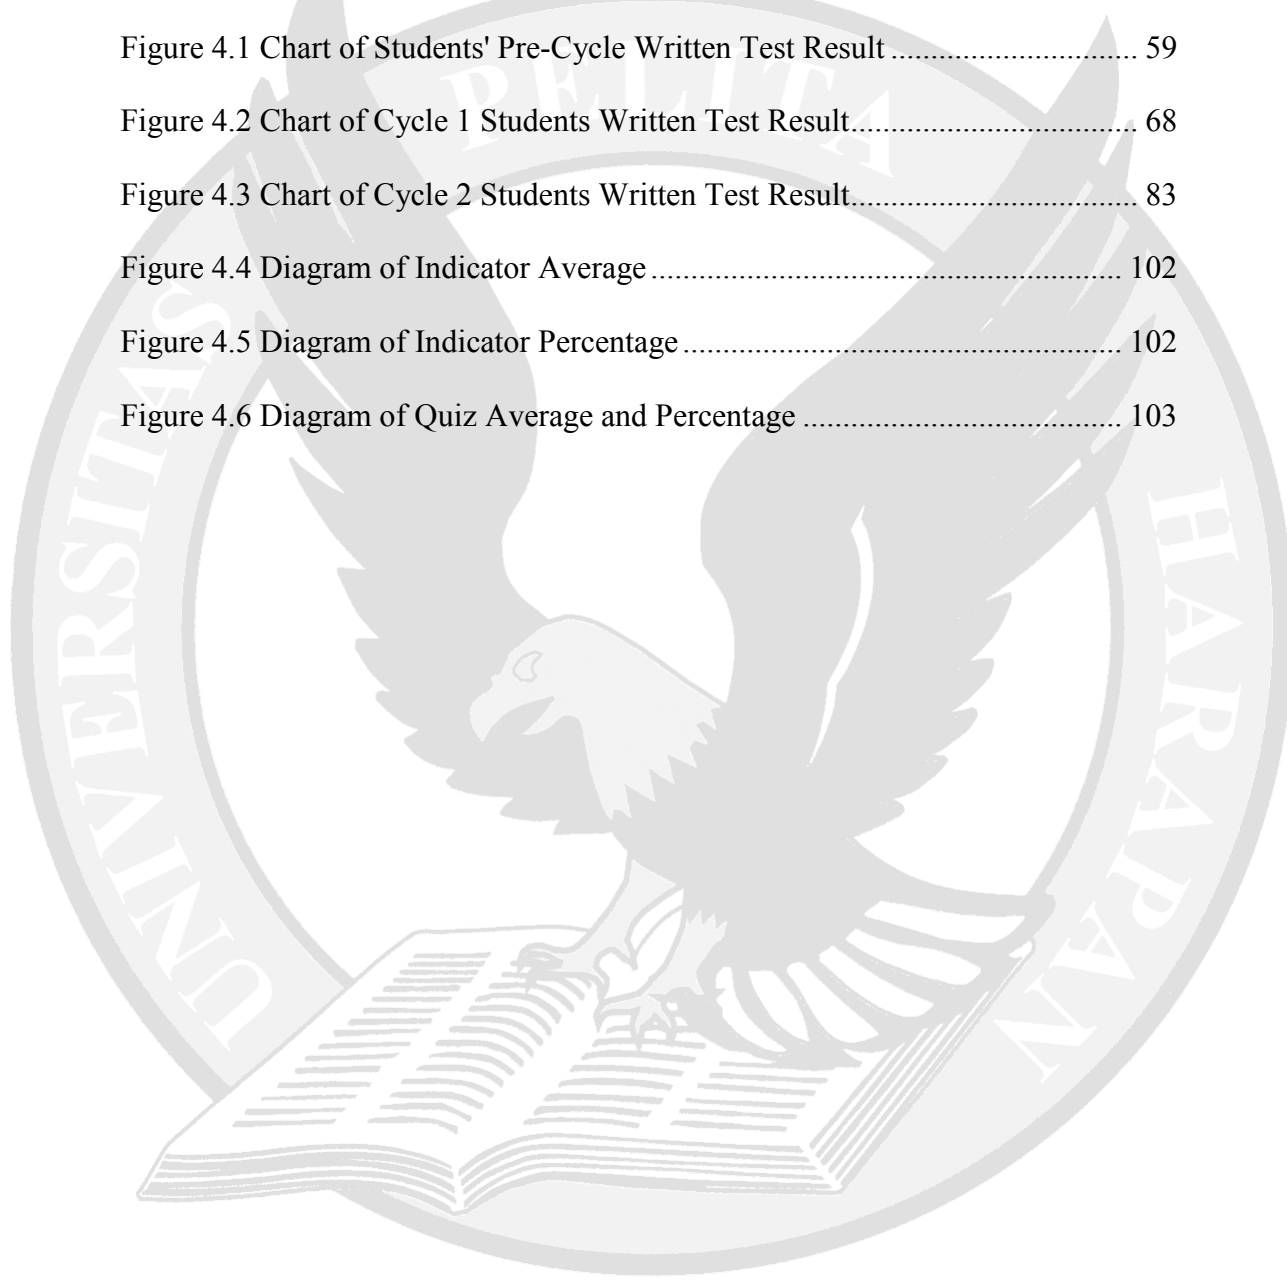 Figure 4.1 Chart of Students' Pre-Cycle Written Test Result ............................... 59
Figure 4.2 Chart of Cycle 1 Students Written Test Result.................................... 68
Figure 4.3 Chart of Cycle 2 Students Written Test Result.................................... 83
Figure 4.4 Diagram of Indicator Average ........................................................... 102
Figure 4.5 Diagram of Indicator Percentage ....................................................... 102
Figure 4.6 Diagram of Quiz Average and Percentage ........................................ 103
UNIVERSITAS PELITA HARAPAN